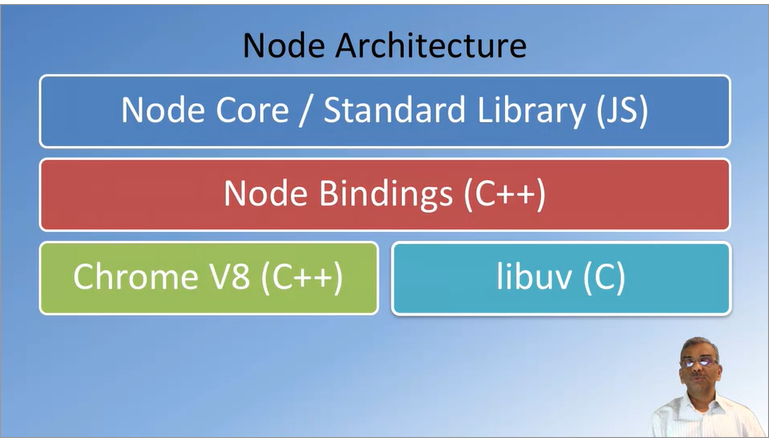 Node Architecture
Node Core / Standard Library (JS)
Node Bindings (C++)
Chrome V8 (C++)
libuv (C)